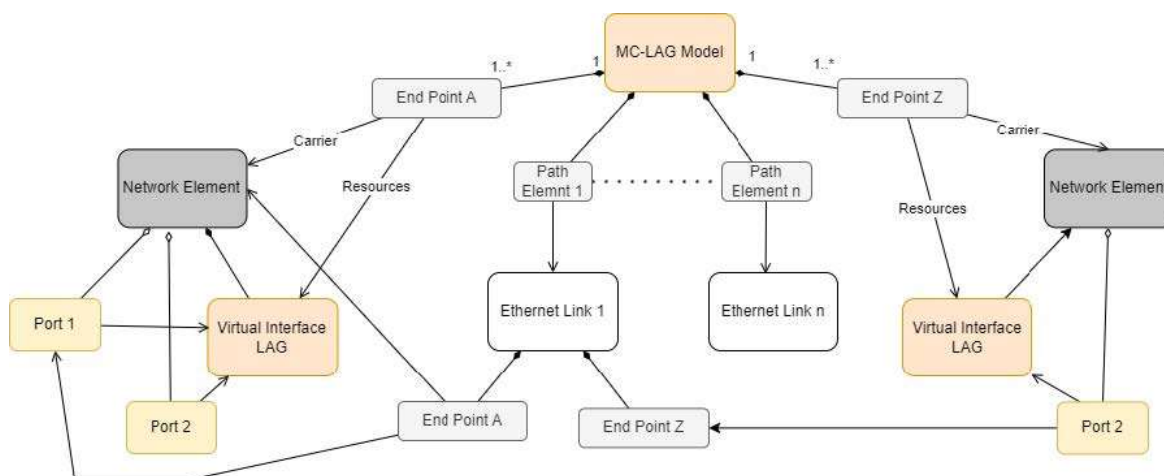 MC-LAG Model
1..*
1
1
1..*
End Point A
End Point Z
Carrier
Carrier
Network Element
Resources
Path
Elemnt 1
Path
Element n
Resources
Network Element
Port 1
Virtual Interface
LAG
Ethernet Link 1
Ethernet Link n
Virtual Interface
LAG
Port 2
End Point A
End Point Z
Port 2